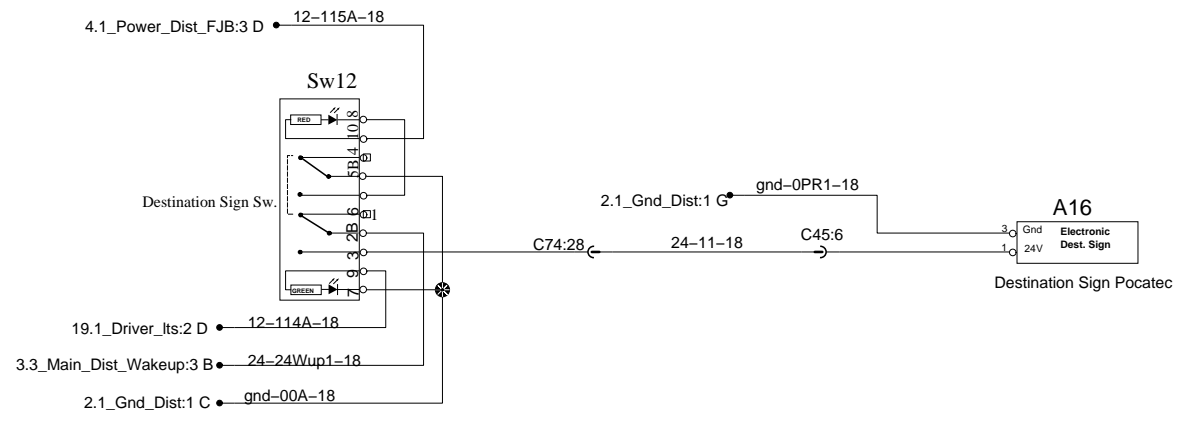 12–115A–18
4.1_Power_Dist_FJB:3 D
Sw12
RED
8
10
4
5B
6
1
2B
3
9
7
GREEN
Destination Sign Sw.
2.1_Gnd_Dist:1 G
gnd–0PR1–18
C74:28
24–11–18
C45:6
A16
3
Gnd
Electronic
1
24V
Dest. Sign
Destination Sign Pocatec
19.1_Driver_lts:2 D
12–114A–18
3.3_Main_Dist_Wakeup:3 B
24–24Wup1–18
2.1_Gnd_Dist:1 C
gnd–00A–18